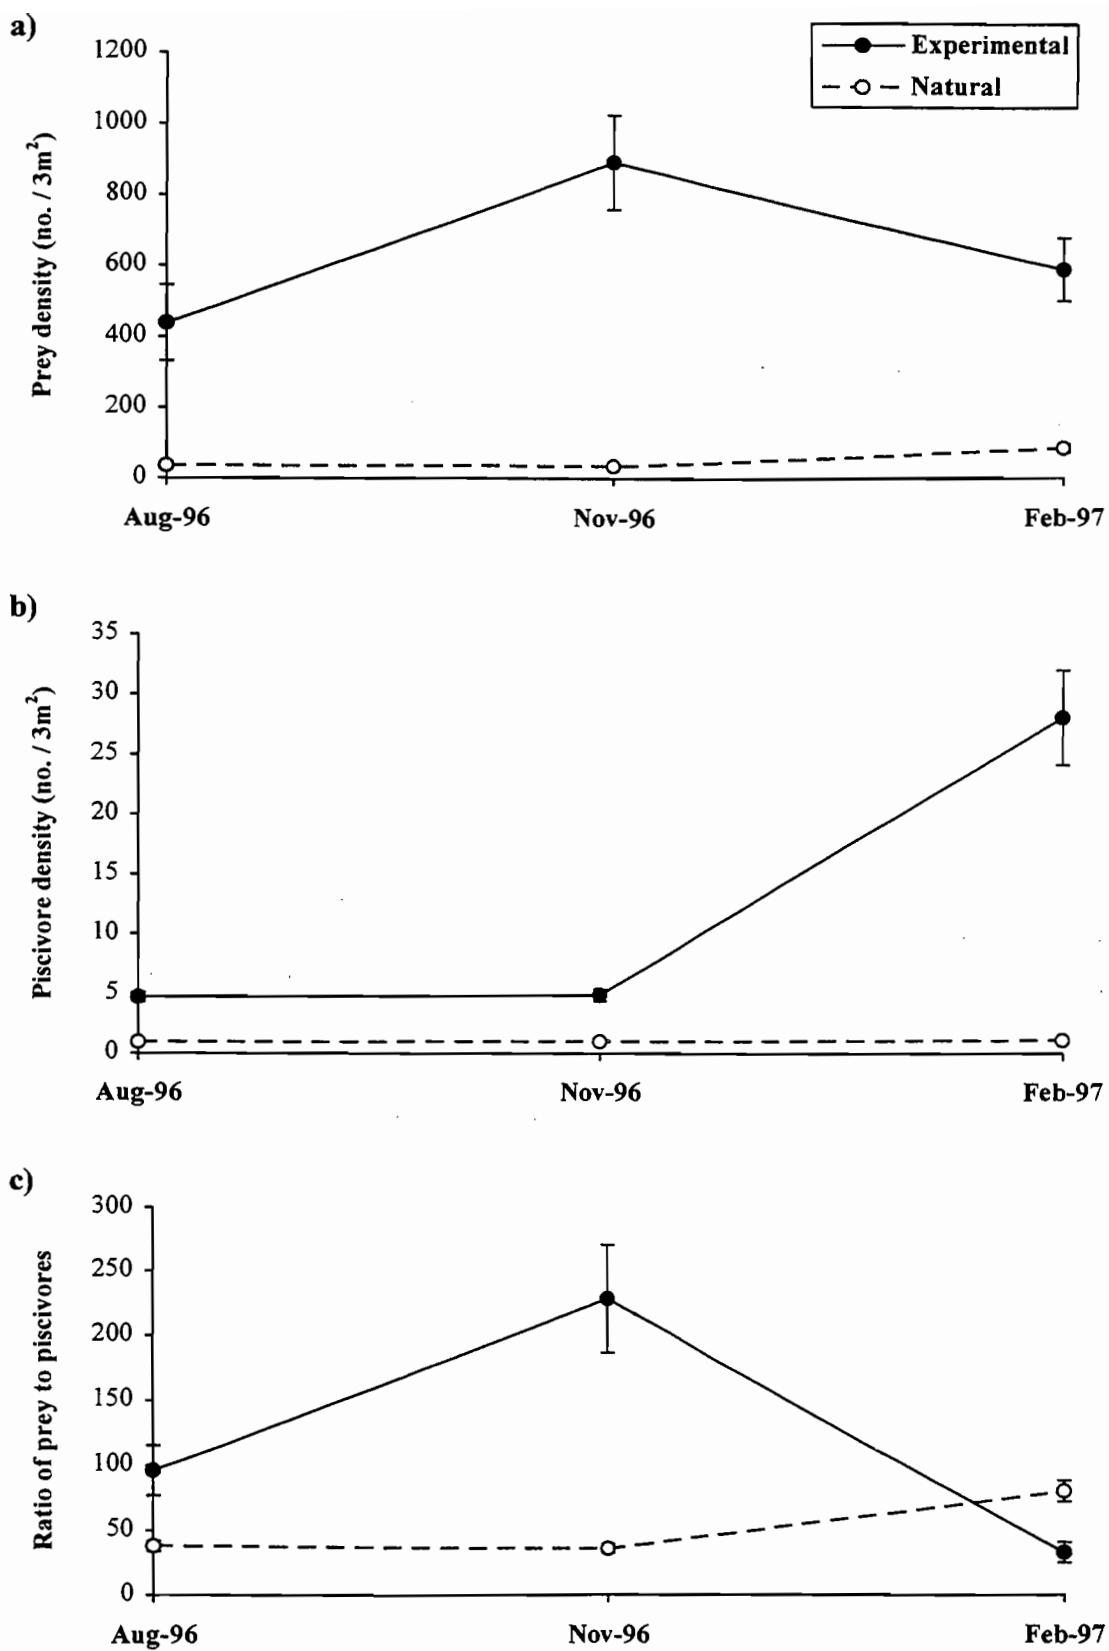 a)
Experimental
Natural
Prey density (no. / 3m²)
1200
1000
800
600
400
200
0
Aug-96 Nov-96 Feb-97
b)
Piscivore density (no. / 3m²)
35
30
25
20
15
10
5
0
Aug-96 Nov-96 Feb-97
c)
Ratio of prey to piscivores
300
250
200
150
100
50
0
Aug-96 Nov-96 Feb-97